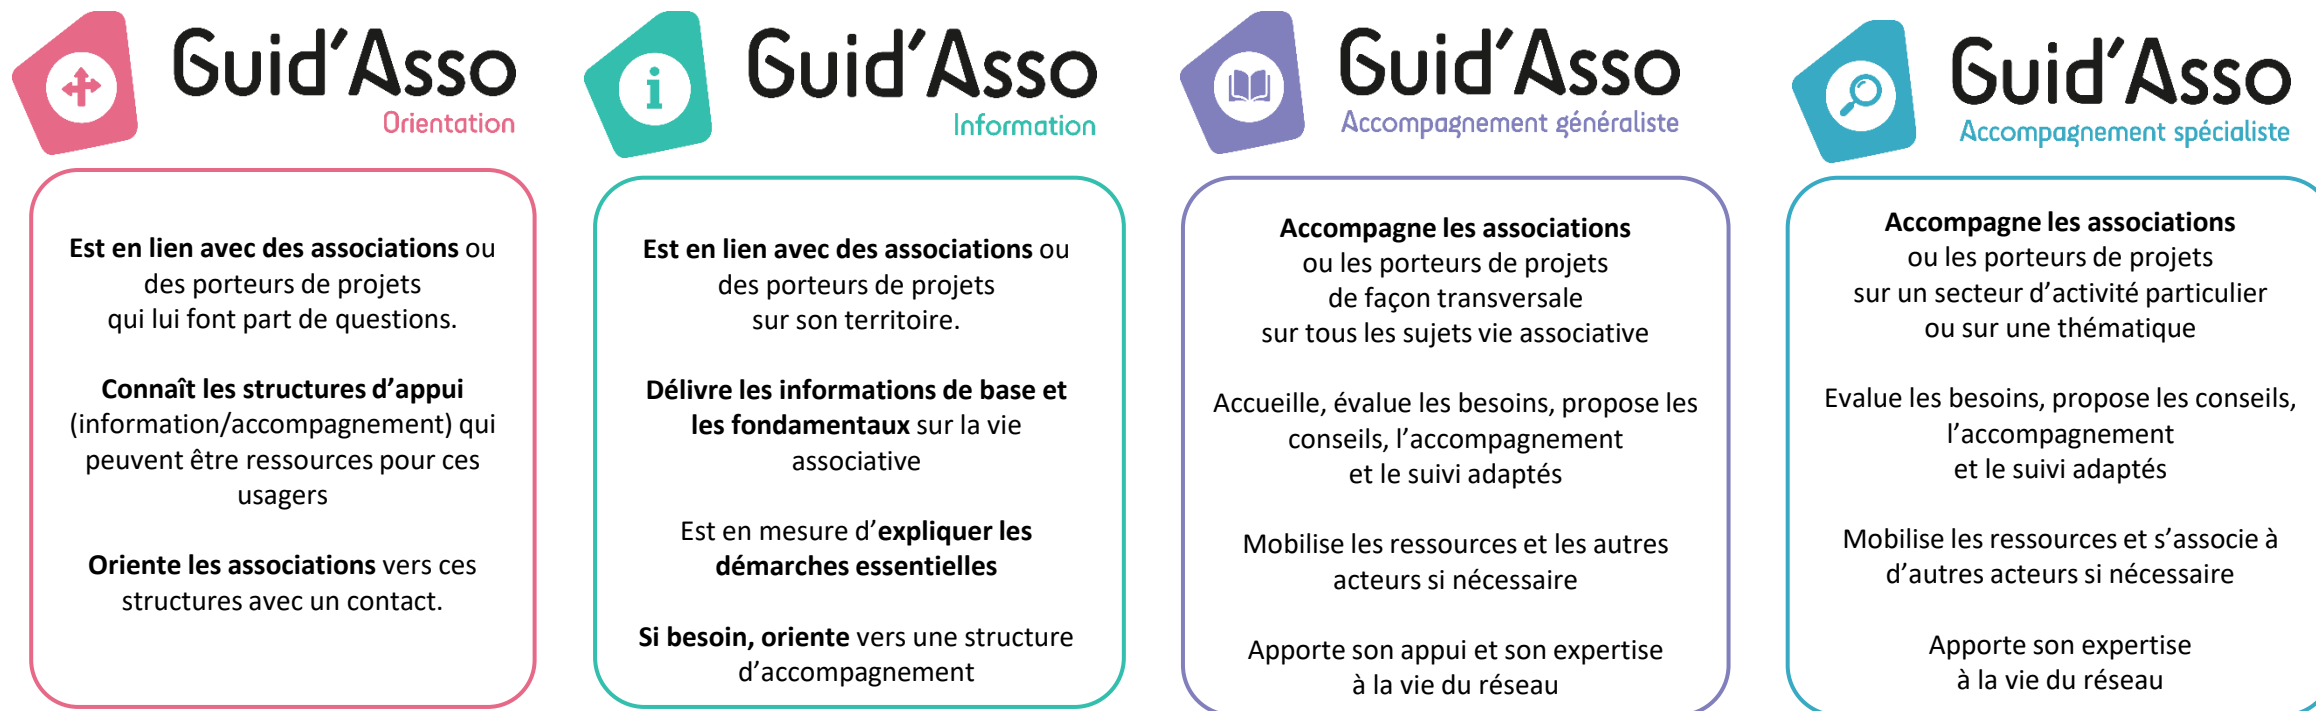 Guid’Asso
Orientation
Est en lien avec des associations ou
des porteurs de projets
qui lui font part de questions.
Connaît les structures d’appui
(information/accompagnement) qui
peuvent être ressources pour ces
usagers
Oriente les associations vers ces
structures avec un contact.
Guid’Asso
Information
Est en lien avec des associations ou
des porteurs de projets
sur son territoire.
Délivre les informations de base et
les fondamentaux sur la vie
associative
Est en mesure d’expliquer les
démarches essentielles
Si besoin, oriente vers une structure
d’accompagnement
Guid’Asso
Accompagnement généraliste
Accompagne les associations
ou les porteurs de projets
de façon transversale
sur tous les sujets vie associative
Accueille, évalue les besoins, propose les
conseils, l’accompagnement
et le suivi adaptés
Mobilise les ressources et les autres
acteurs si nécessaire
Apporte son appui et son expertise
à la vie du réseau
Guid’Asso
Accompagnement spécialiste
Accompagne les associations
ou les porteurs de projets
sur un secteur d’activité particulier
ou sur une thématique
Evalue les besoins, propose les conseils,
l’accompagnement
et le suivi adaptés
Mobilise les ressources et s’associe à
d’autres acteurs si nécessaire
Apporte son expertise
à la vie du réseau